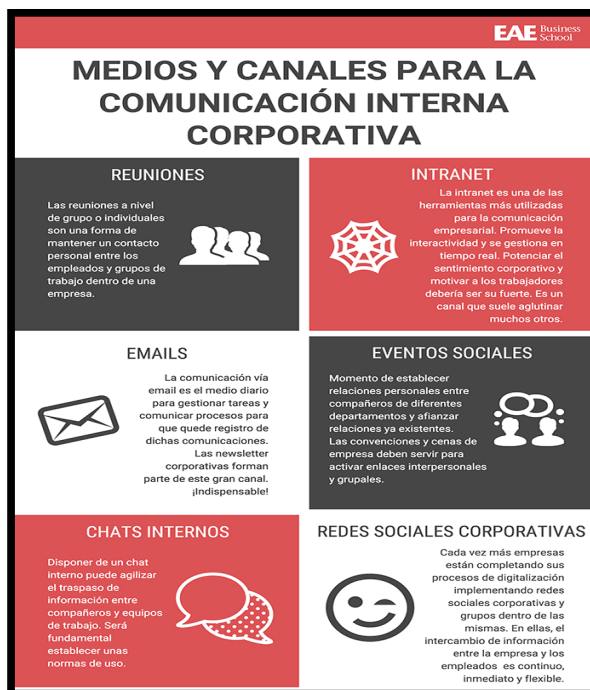 EAE Business
School
MEDIOS Y CANALES PARA LA
COMUNICACIÓN INTERNA
CORPORATIVA
REUNIONES
Las reuniones a nivel
de grupo o individuales
son una forma de
mantener un contacto
personal entre los
empleados y grupos de
trabajo dentro de una
empresa.
INTRANET
La intranet es una de las
herramientas más utilizadas
para la comunicación
empresarial. Promueve la
interactividad y se gestiona en
tiempo real. Potenciar el
sentimiento corporativo y
motivar a los trabajadores
debería ser su fuerte. Es un
canal que suele aglutinar
muchos otros.
EMAILS
La comunicación vía
email es el medio diario
para gestionar tareas y
comunicar procesos para
que quede registro de
dichas comunicaciones.
Las newsletter
corporativas forman
parte de este gran canal.
¡Indispensable!
EVENTOS SOCIALES
Momento de establecer
relaciones personales entre
compañeros de diferentes
departamentos y afianzar
relaciones ya existentes.
Las convenciones y cenas de
empresa deben servir para
activar enlaces interpersonales
y grupales.
CHATS INTERNOS
Disponer de un chat
interno puede agilizar
el traspaso de
información entre
compañeros y equipos
de trabajo. Será
fundamental
establecer unas
normas de uso.
REDES SOCIALES CORPORATIVAS
Cada vez más empresas
están completando sus
procesos de digitalización
implementando redes
sociales corporativas y
grupos dentro de las
mismas. En ellas, el
intercambio de información
entre la empresa y los
empleados es continuo,
inmediato y flexible.